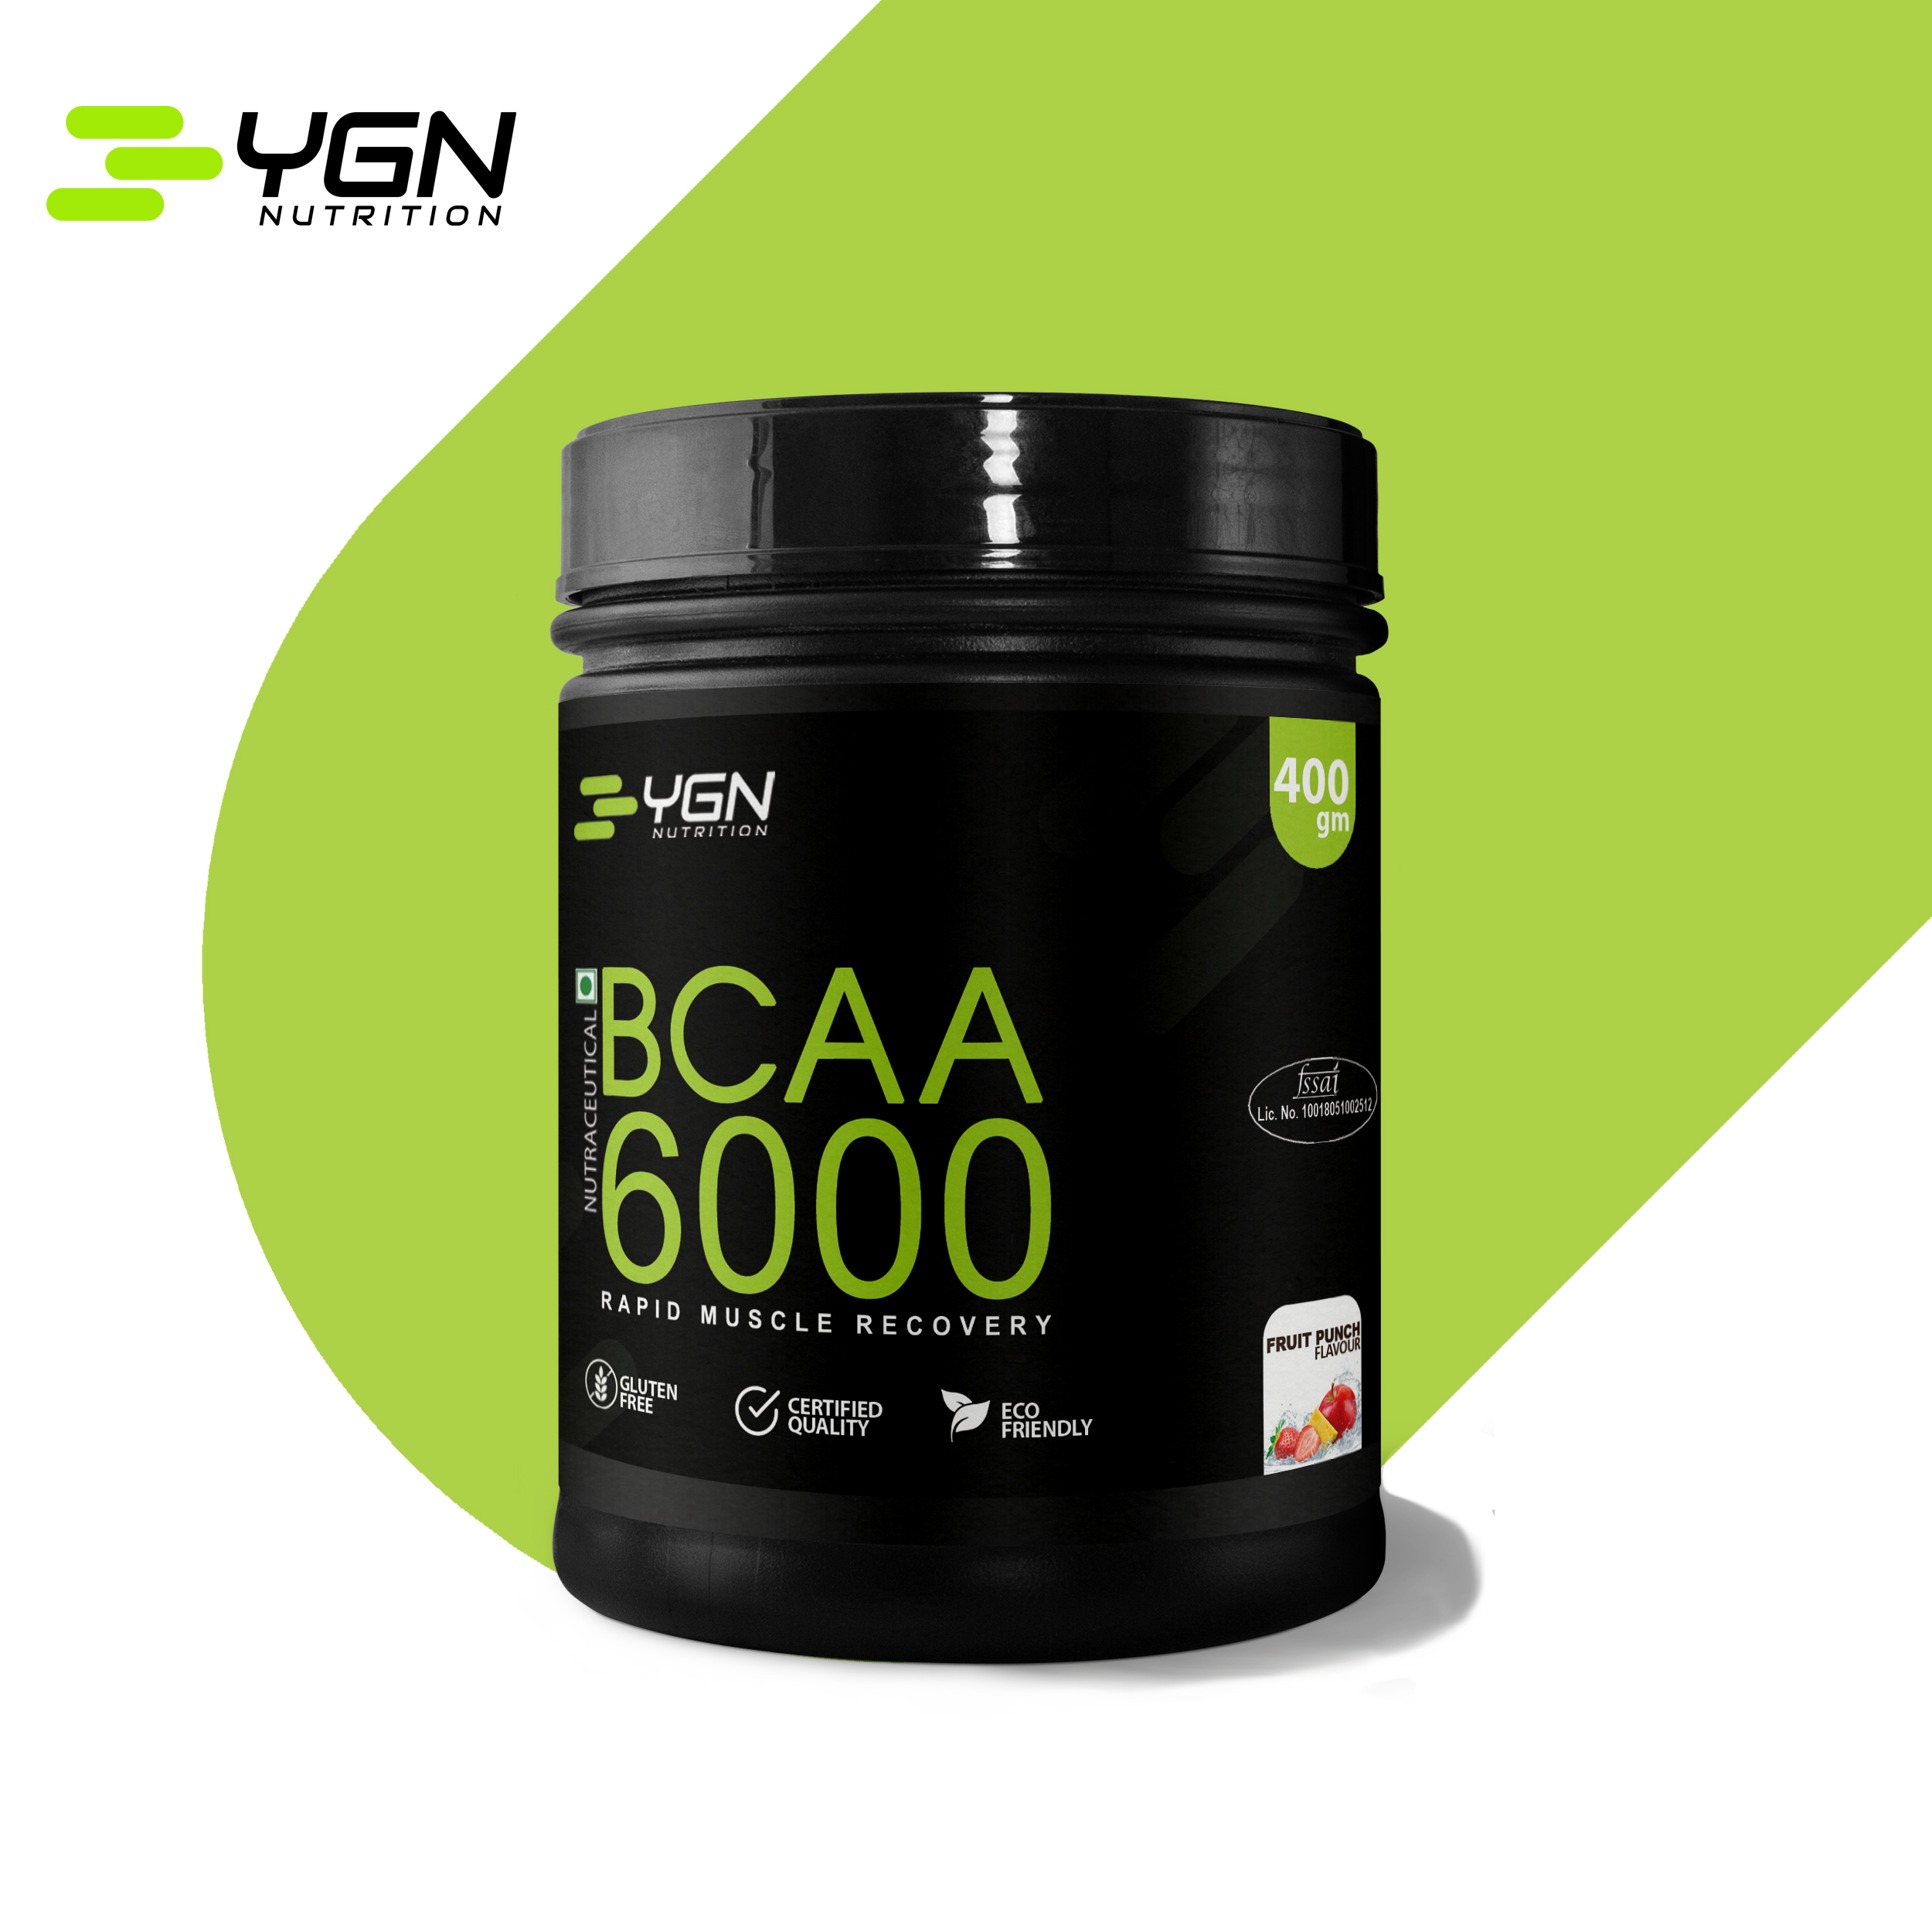 YGN
NUTRITION
YGN
NUTRITION
400
gm
NUTRACEUTICAL
BCAA
6000
RAPID MUSCLE RECOVERY
fssai
Lic. No. 10018051002512
FRUIT PUNCH
FLAVOUR
GLUTEN
FREE
CERTIFIED
QUALITY
ECO
FRIENDLY